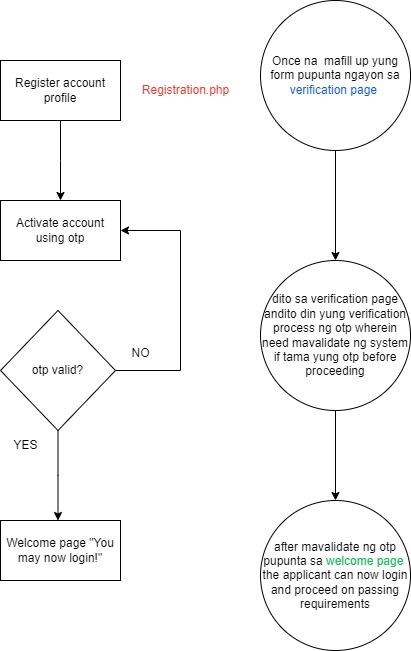 Register account
profile
Registration.php
Once na mafill up yung
form pupunta ngayon sa
verification page
Activate account
using otp
NO
otp valid?
YES
dito sa verification page
andito din yung verification
process ng otp wherein
need mavalidate ng system
if tama yung otp before
proceeding
Welcome page "You
may now login!"
after mavalidate ng otp
pupunta sa welcome page
the applicant can now login
and proceed on passing
requirements